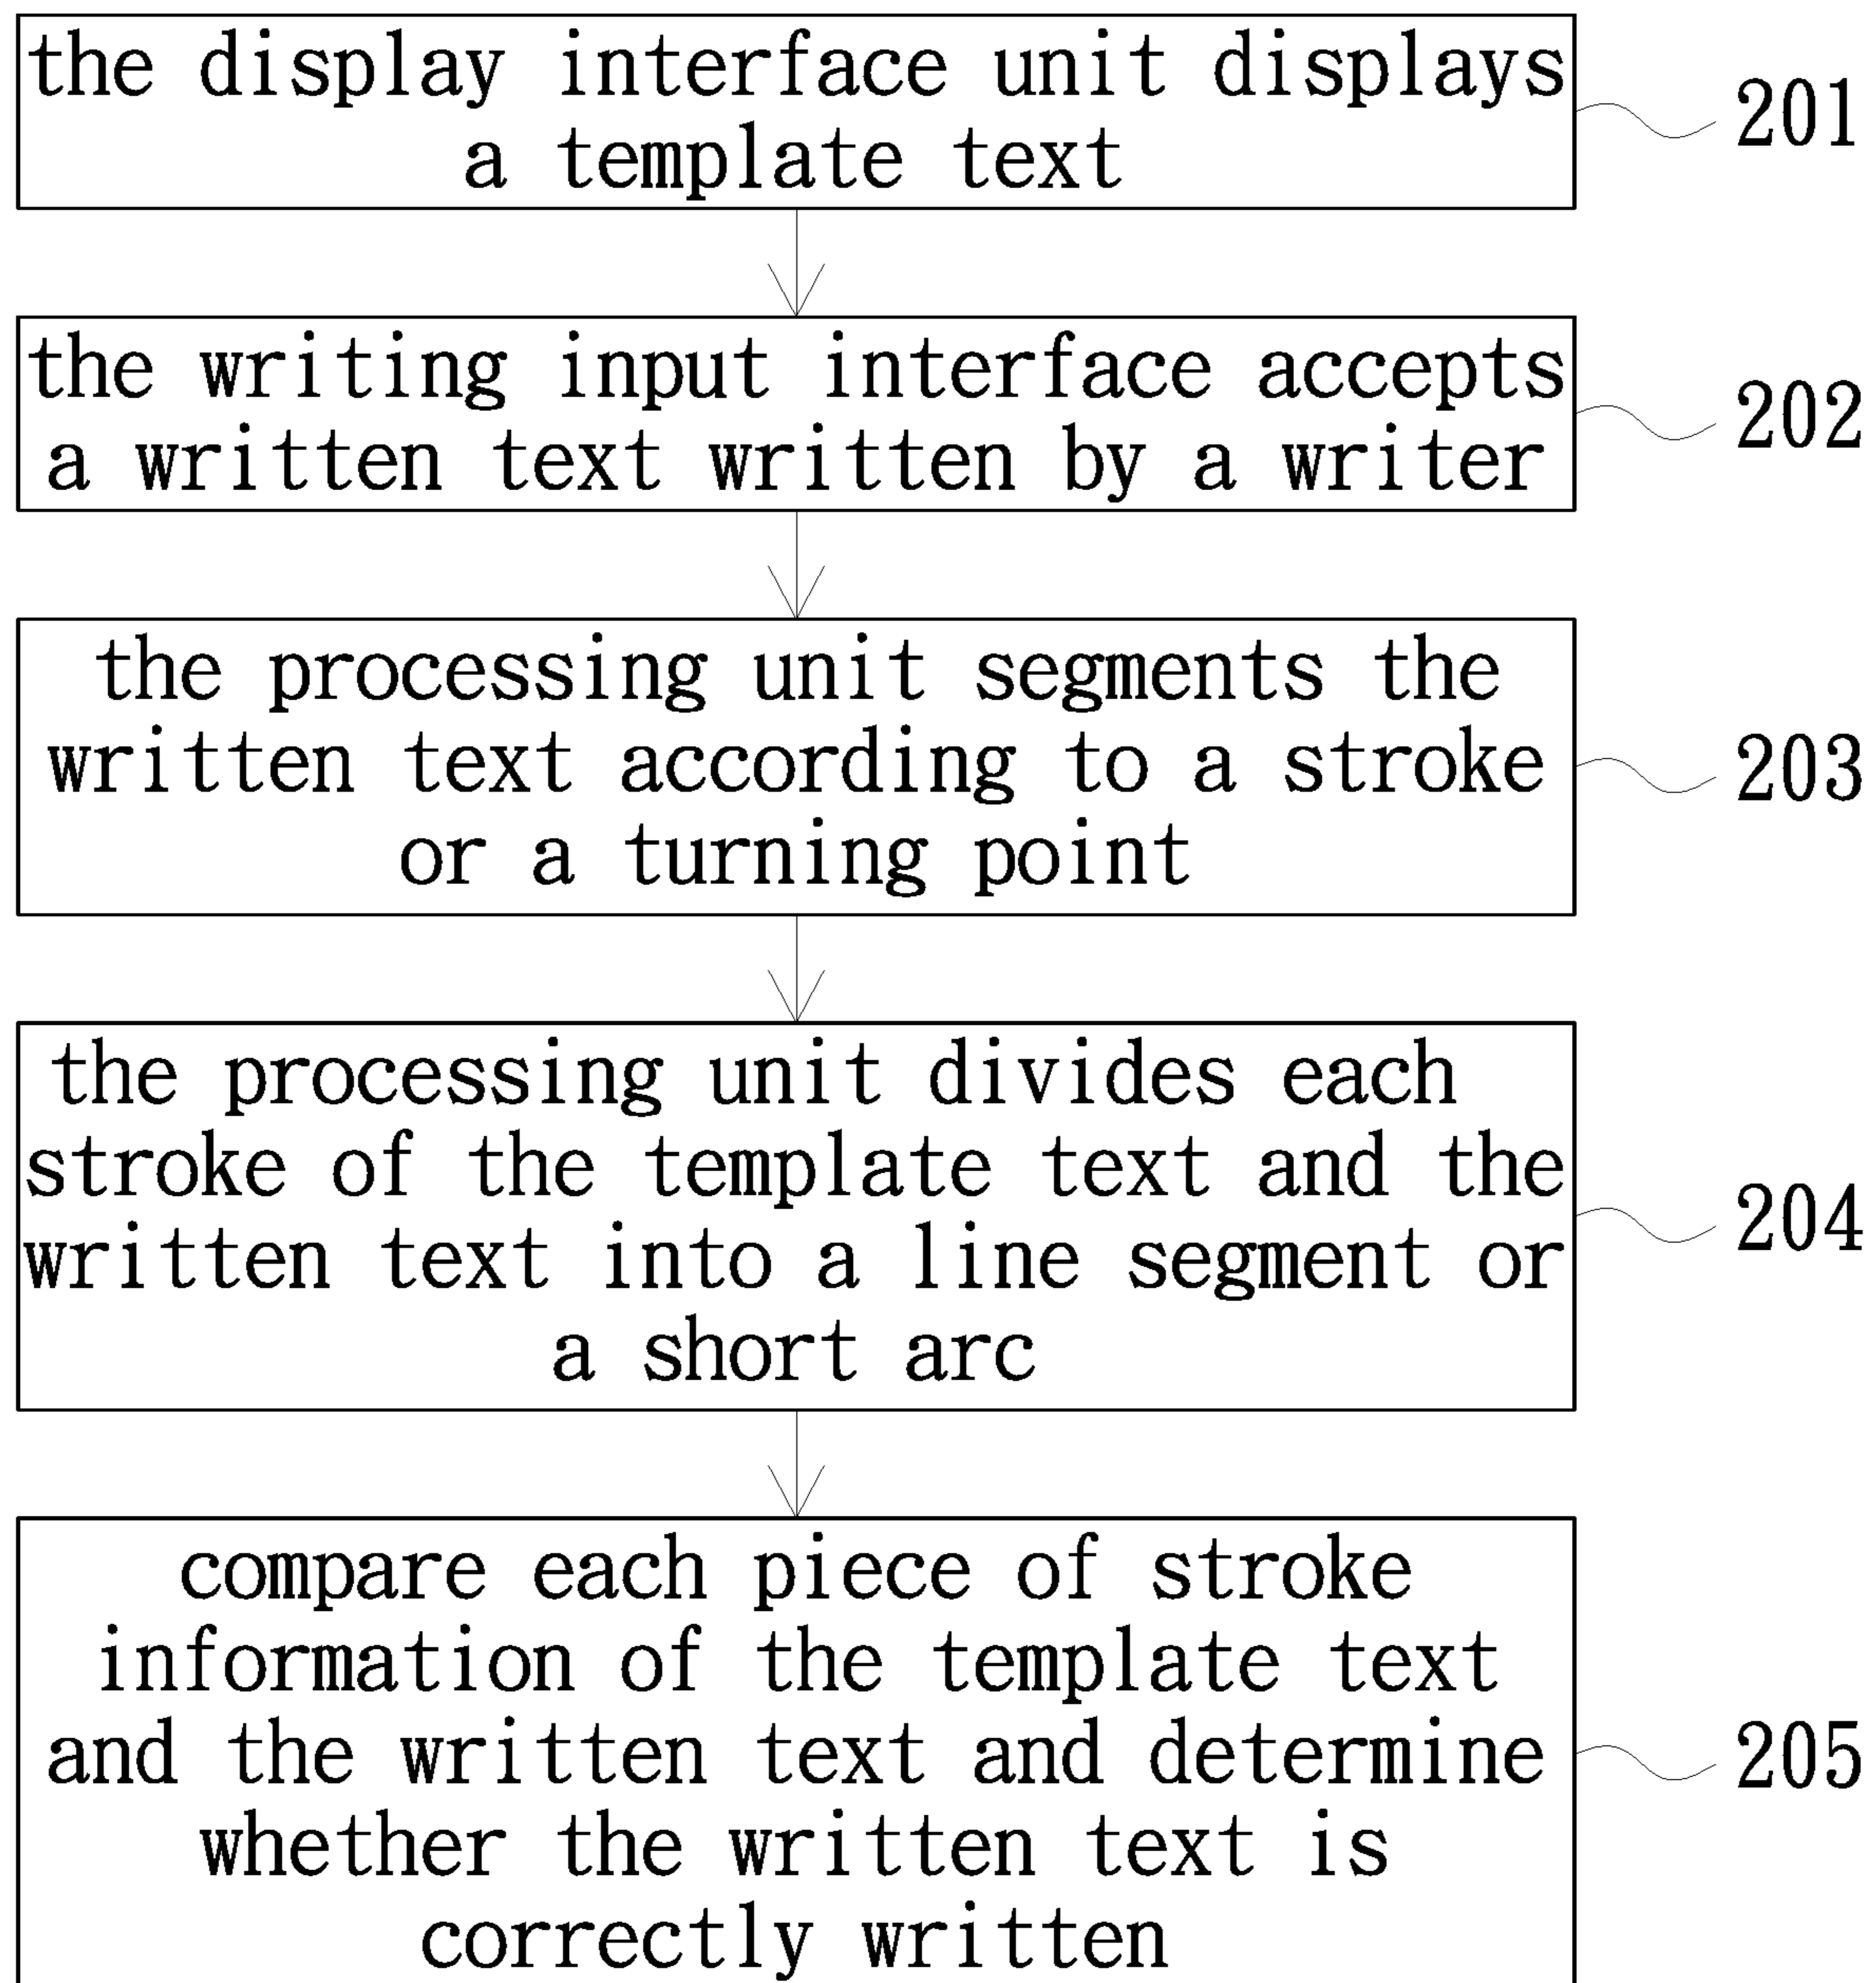 the display interface unit displays
a template text
201
the writing input interface accepts
a written text written by a writer
202
the processing unit segments the
written text according to a stroke
or a turning point
203
the processing unit divides each
stroke of the template text and the
written text into a line segment or
a short arc
204
compare each piece of stroke
information of the template text
and the written text and determine
whether the written text is
correctly written
205